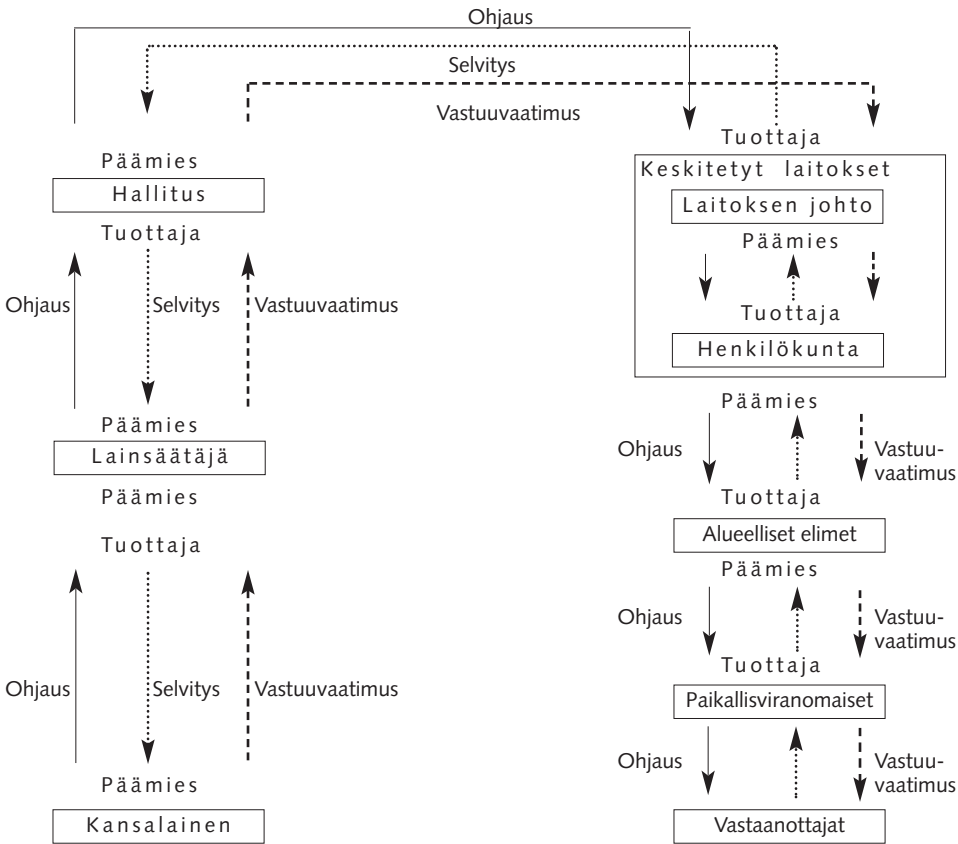 Ohjaus
Selvitys
Vastuuvaatimus
Päämies
Hallitus
Tuottaja
Ohjaus
Selvitys
Vastuuvaatimus
Päämies
Lainsäätäjä
Päämies
Tuottaja
Ohjaus
Selvitys
Vastuuvaatimus
Päämies
Kansalainen
Tuottaja
Keskitetyt laitokset
Laitoksen johto
Päämies
Tuottaja
Henkilökunta
Päämies
Ohjaus
Vastuu-
vaatimus
Tuottaja
Alueelliset elimet
Päämies
Ohjaus
Vastuu-
vaatimus
Tuottaja
Paikallisviranomaiset
Ohjaus
Vastuu-
vaatimus
Vastaanottajat